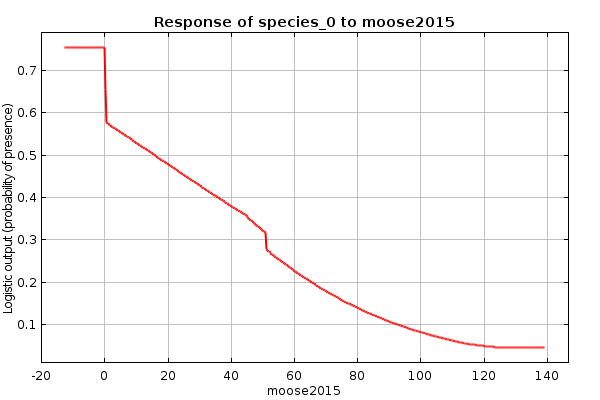 Response of species_0 to moose2015
Logistic output (probability of presence)
0.7
0.6
0.5
0.4
0.3
0.2
0.1
-20 0 20 40 60 80 100 120 140
moose2015